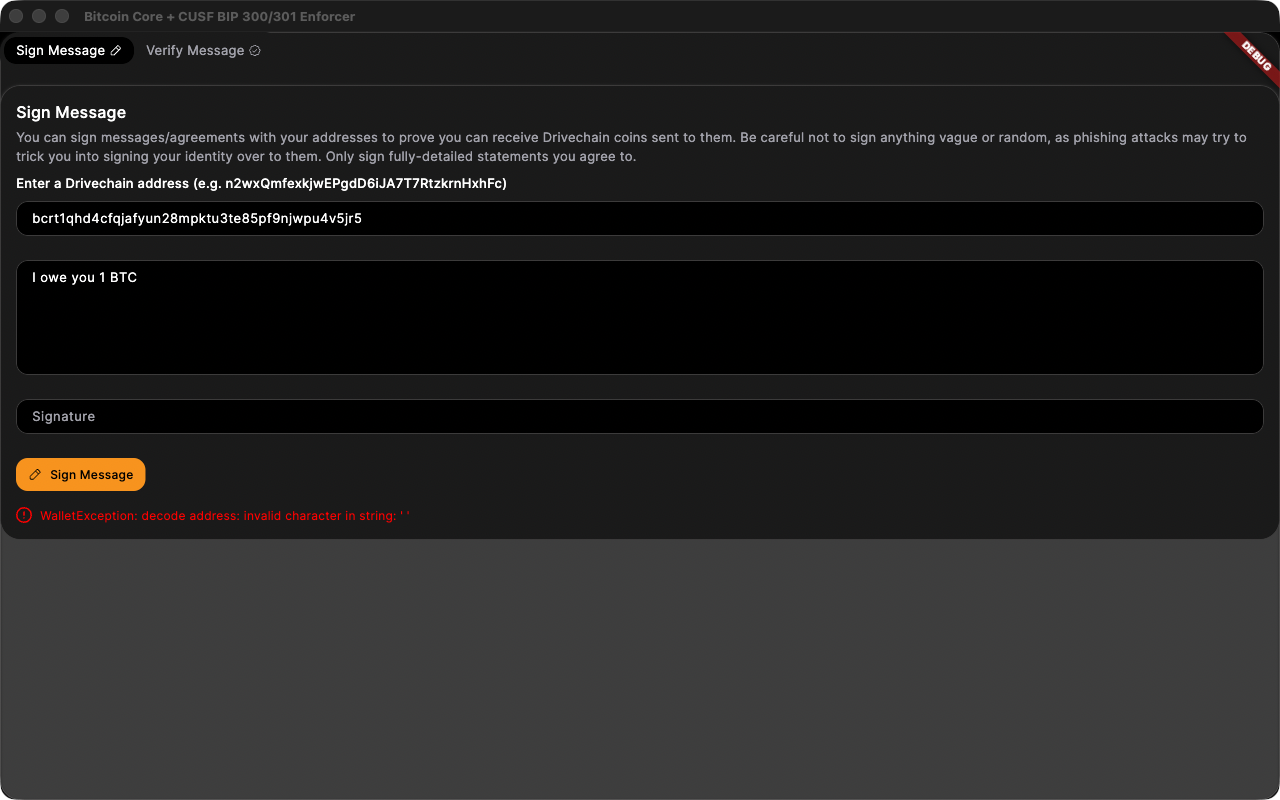 Bitcoin Core + CUSF BIP 300/301 Enforcer
Sign Message
Verify Message
DEBUG
Sign Message
You can sign messages/agreements with your addresses to prove you can receive Drivechain coins sent to them. Be careful not to sign anything vague or random, as phishing attacks may try to
trick you into signing your identity over to them. Only sign fully-detailed statements you agree to.
Enter a Drivechain address (e.g. n2wxQmfexkjwEPgdD6iJA7T7RtzkrnHxhFc)
bcrt1qhd4cfqjafyun28mpktu3te85pf9njwpu4v5jr5
I owe you 1 BTC
Signature
Sign Message
WalletException: decode address: invalid character in string: ' '